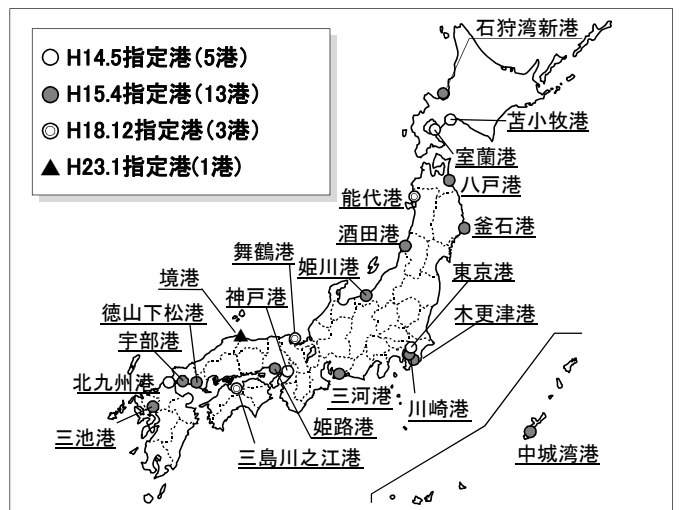 ○ H14.5指定港(5港)
● H15.4指定港(13港)
◎ H18.12指定港(3港)
▲ H23.1指定港(1港)
石狩湾新港
苫小牧港
室蘭港
八戸港
能代港
釜石港
酒田港
舞鶴港
姫川港
東京港
境港
神戸港
木更津港
徳山下松港
宇部港
北九州港
三河港
川崎港
三池港
姫路港
三島川之江港
中城湾港